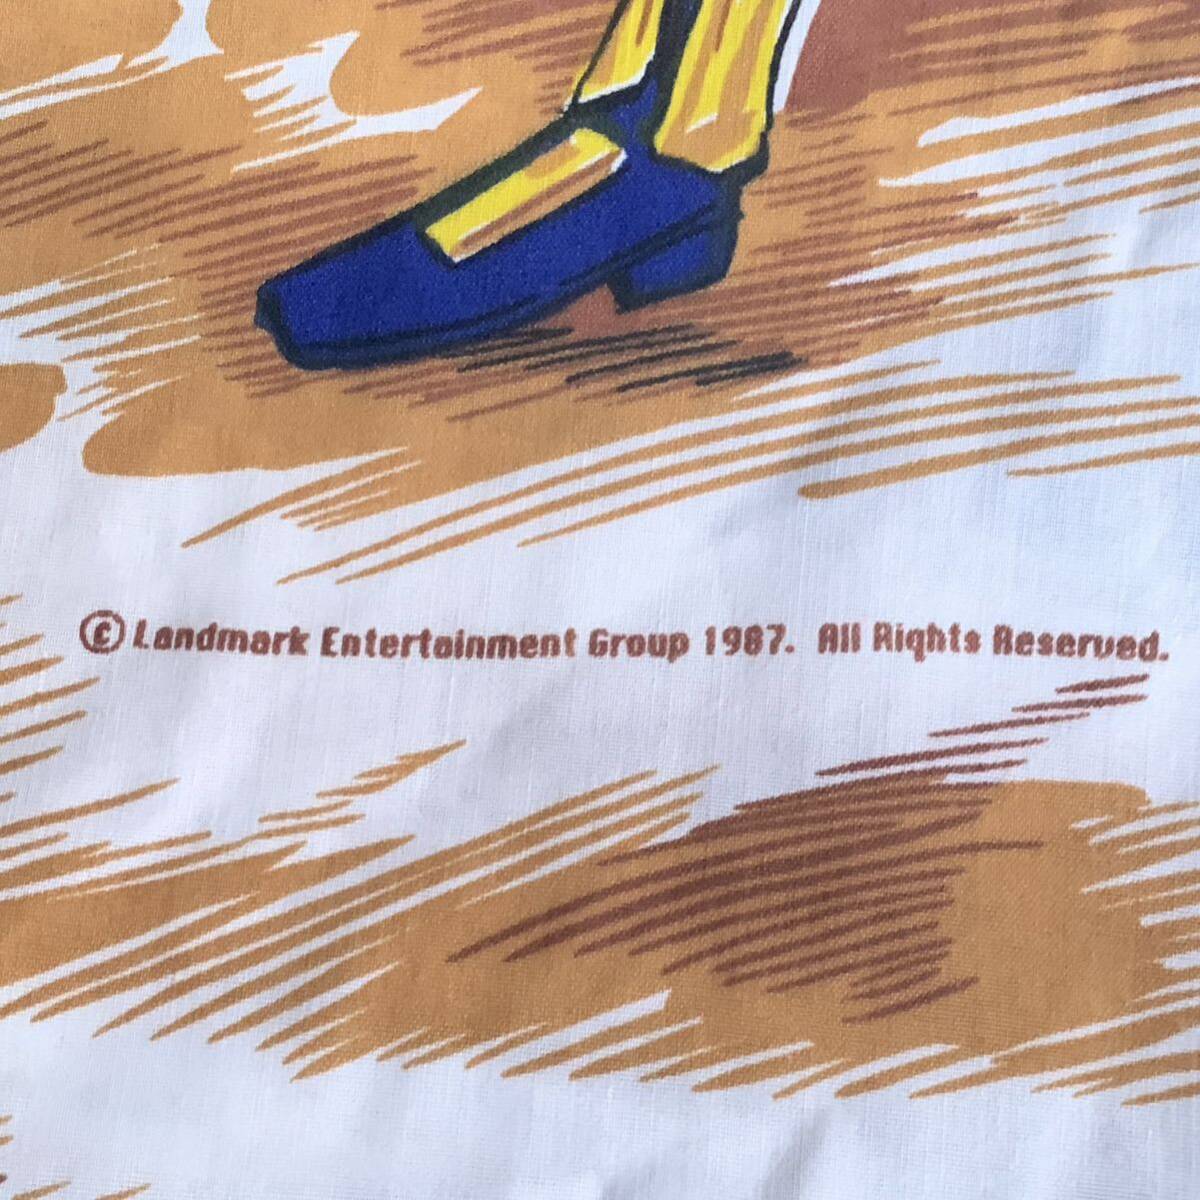 © Landmark Entertainment Group 1987. All Rights Reserved.